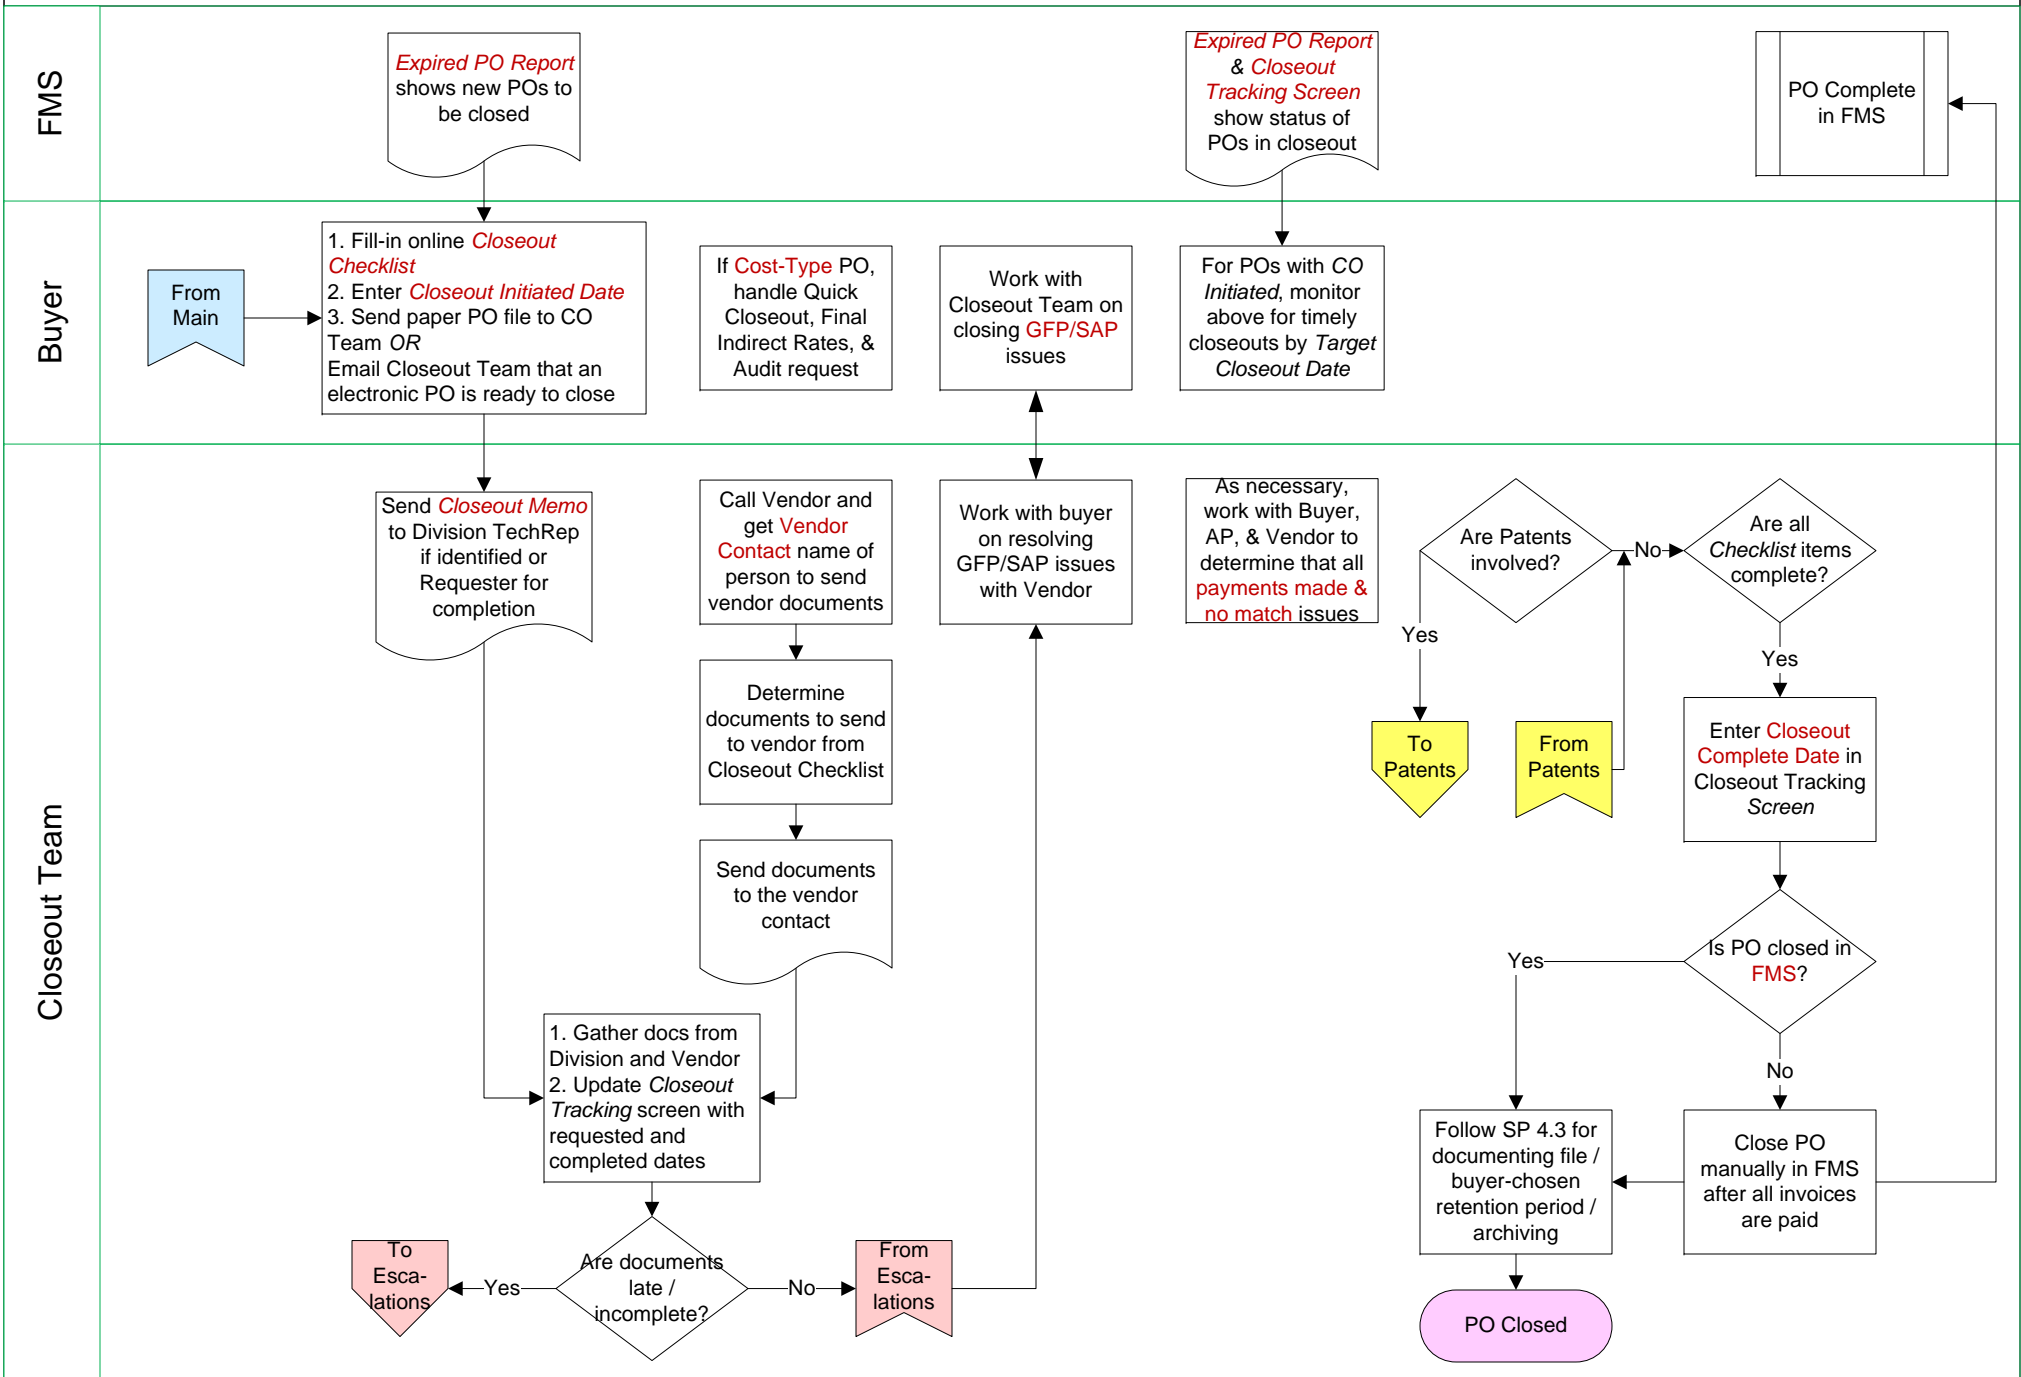 FMS
Expired PO Report
shows new POs to
be closed
Expired PO Report
& Closeout
Tracking Screen
show status of
POs in closeout
PO Complete
in FMS
Buyer
From
Main
1. Fill-in online Closeout
Checklist
2. Enter Closeout Initiated Date
3. Send paper PO file to CO
Team OR
Email Closeout Team that an
electronic PO is ready to close
If Cost-Type PO,
handle Quick
Closeout, Final
Indirect Rates, &
Audit request
Work with
Closeout Team on
closing GFP/SAP
issues
For POs with CO
Initiated, monitor
above for timely
closeouts by Target
Closeout Date
Closeout Team
Send Closeout Memo
to Division TechRep
if identified or
Requester for
completion
Call Vendor and
get Vendor
Contact name of
person to send
vendor documents
Work with buyer
on resolving
GFP/SAP issues
with Vendor
As necessary,
work with Buyer,
AP, & Vendor to
determine that all
payments made &
no match issues
Are Patents
involved?
No
Are all
Checklist items
complete?
Yes
Yes
Determine
documents to send
to vendor from
Closeout Checklist
To
Patents
From
Patents
Enter Closeout
Complete Date in
Closeout Tracking
Screen
Send documents
to the vendor
contact
Is PO closed in
FMS?
Yes
No
1. Gather docs from
Division and Vendor
2. Update Closeout
Tracking screen with
requested and
completed dates
Follow SP 4.3 for
documenting file /
buyer-chosen
retention period /
archiving
Close PO
manually in FMS
after all invoices
are paid
To
Esca-
lations
Yes
Are documents
late /
incomplete?
No
From
Esca-
lations
PO Closed